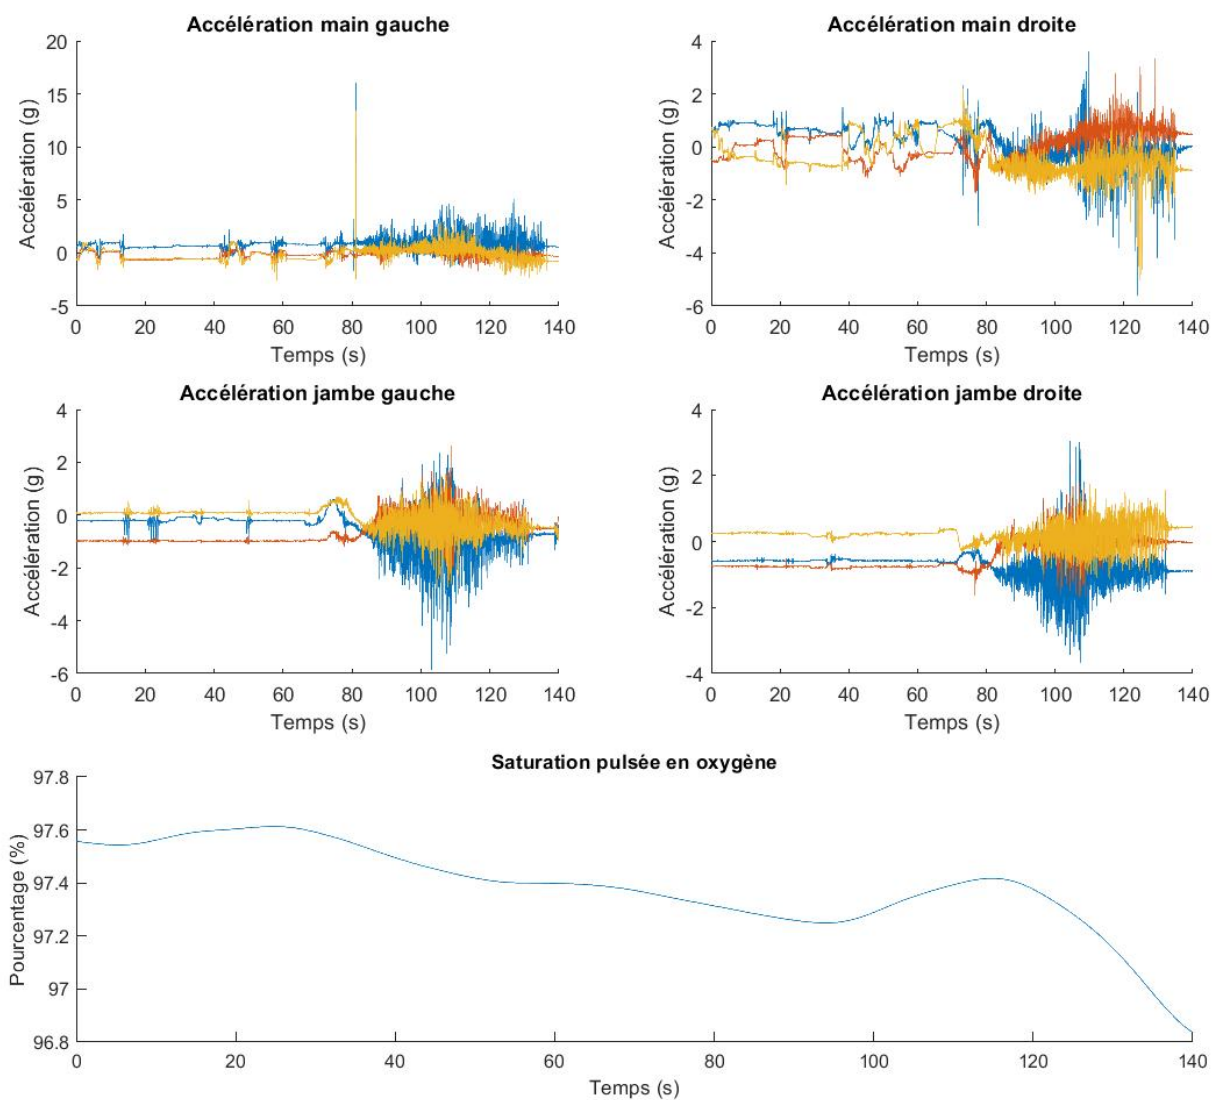 Accélération main gauche
Accélération (g)
20
15
10
5
0
-5
0 20 40 60 80 100 120 140
Temps (s)
Accélération main droite
Accélération (g)
4
2
0
-2
-4
-6
0 20 40 60 80 100 120 140
Temps (s)
Accélération jambe gauche
Accélération (g)
4
2
0
-2
-4
-6
0 20 40 60 80 100 120 140
Temps (s)
Accélération jambe droite
Accélération (g)
4
2
0
-2
-4
0 20 40 60 80 100 120 140
Temps (s)
Saturation pulsée en oxygène
Pourcentage (%)
97.8
97.6
97.4
97.2
97
96.8
0 20 40 60 80 100 120 140
Temps (s)